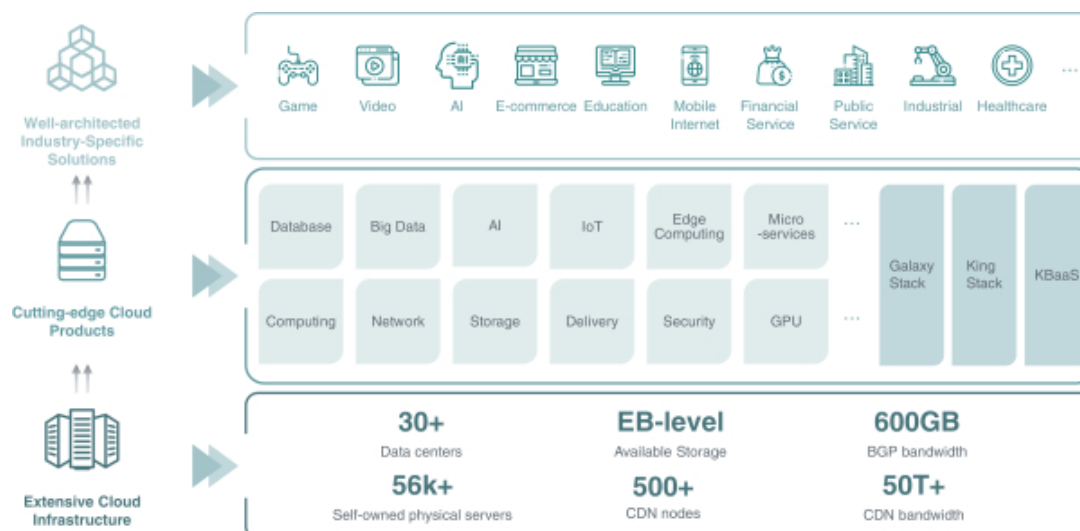 Well-architected
Industry-Specific
Solutions
Game
Video
AI
AI
E-commerce
Education
Mobile
Internet
Financial
Service
Public
Service
Industrial
Healthcare
...
Cutting-edge Cloud
Products
Database
Big Data
AI
IoT
Edge
Computing
Micro
-services
...
Computing
Network
Storage
Delivery
Security
GPU
...
Galaxy
Stack
King
Stack
KBaaS
Extensive Cloud
Infrastructure
30+
Data centers
EB-level
Available Storage
600GB
BGP bandwidth
56k+
Self-owned physical servers
500+
CDN nodes
50T+
CDN bandwidth